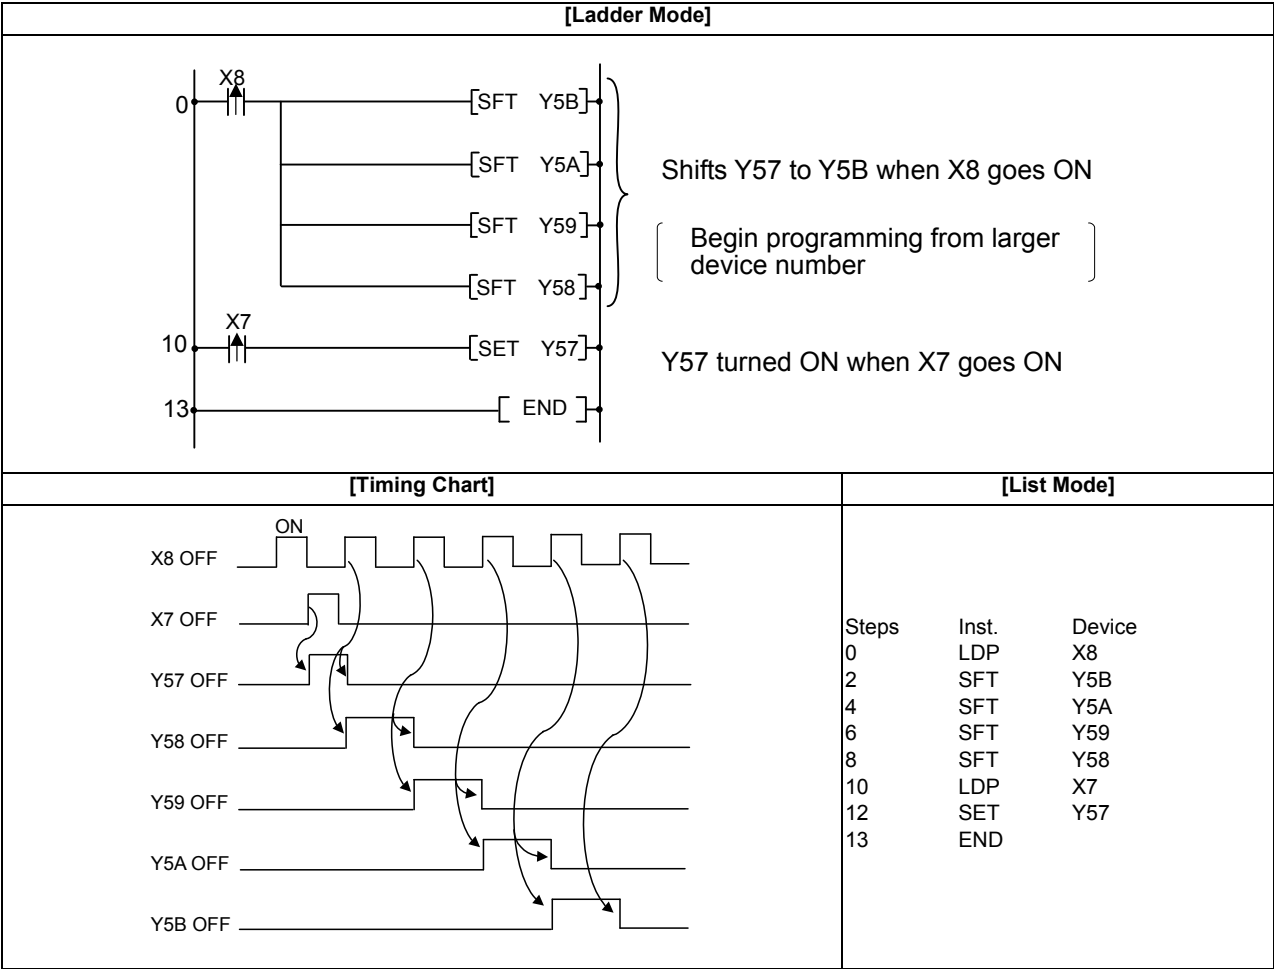 [Ladder Mode]
X8
0
[SFT Y5B]
[SFT Y5A]
[SFT Y59]
[SFT Y58]
Shifts Y57 to Y5B when X8 goes ON
Begin programming from larger
device number
X7
10
[SET Y57]
Y57 turned ON when X7 goes ON
13
[ END ]
[Timing Chart]
ON
X8 OFF
X7 OFF
Y57 OFF
Y58 OFF
Y59 OFF
Y5A OFF
Y5B OFF
[List Mode]
Steps Inst. Device
0 LDP X8
2 SFT Y5B
4 SFT Y5A
6 SFT Y59
8 SFT Y58
10 LDP X7
12 SET Y57
13 END